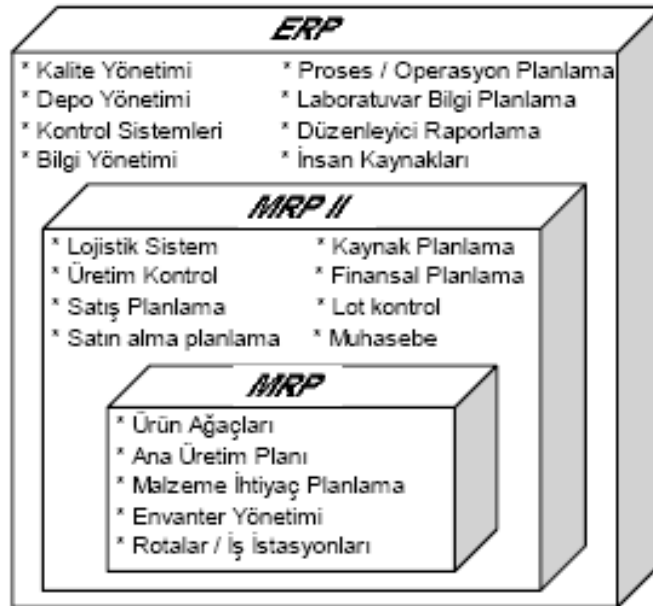 ERP
* Kalite Yönetimi * Proses / Operasyon Planlama
* Depo Yönetimi * Laboratuvar Bilgi Planlama
* Kontrol Sistemleri * Düzenleyici Raporlama
* Bilgi Yönetimi * İnsan Kaynakları
MRP II
* Lojistik Sistem * Kaynak Planlama
* Üretim Kontrol * Finansal Planlama
* Satış Planlama * Lot kontrol
* Satın alma planlama * Muhasebe
MRP
* Ürün Ağaçları
* Ana Üretim Planı
* Malzeme İhtiyaç Planlama
* Envanter Yönetimi
* Rotalar / İş İstasyonları